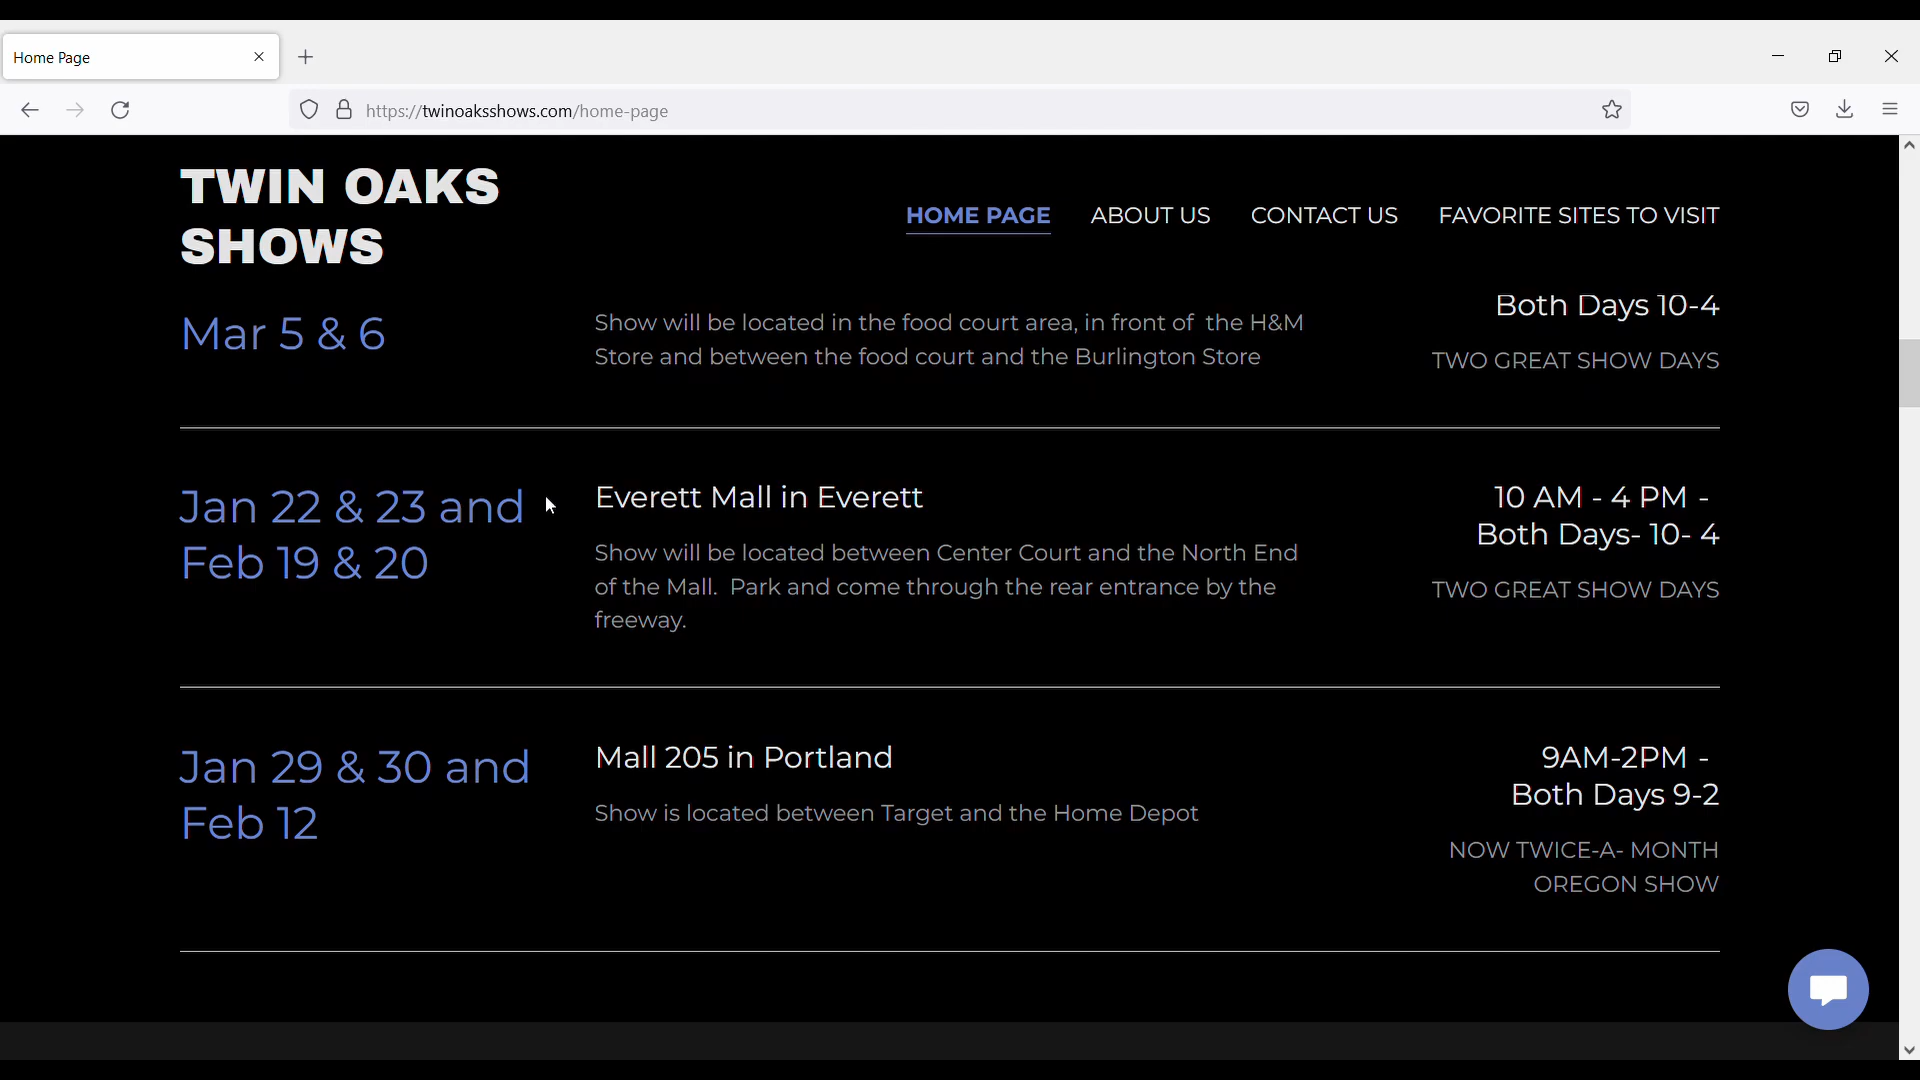 Home Page
https://twinoaksshows.com/home-page
TWIN OAKS
SHOWS
HOME PAGE
ABOUT US
CONTACT US
FAVORITE SITES TO VISIT
Mar 5 & 6
Show will be located in the food court area, in front of  the H&M
Store and between the food court and the Burlington Store
Both Days 10-4
TWO GREAT SHOW DAYS
Jan 22 & 23 and
Feb 19 & 20
Everett Mall in Everett
Show will be located between Center Court and the North End
of the Mall.  Park and come through the rear entrance by the
freeway.
10 AM - 4 PM -
Both Days- 10- 4
TWO GREAT SHOW DAYS
Jan 29 & 30 and
Feb 12
Mall 205 in Portland
Show is located between Target and the Home Depot
9AM-2PM -
Both Days 9-2
NOW TWICE-A- MONTH
OREGON SHOW